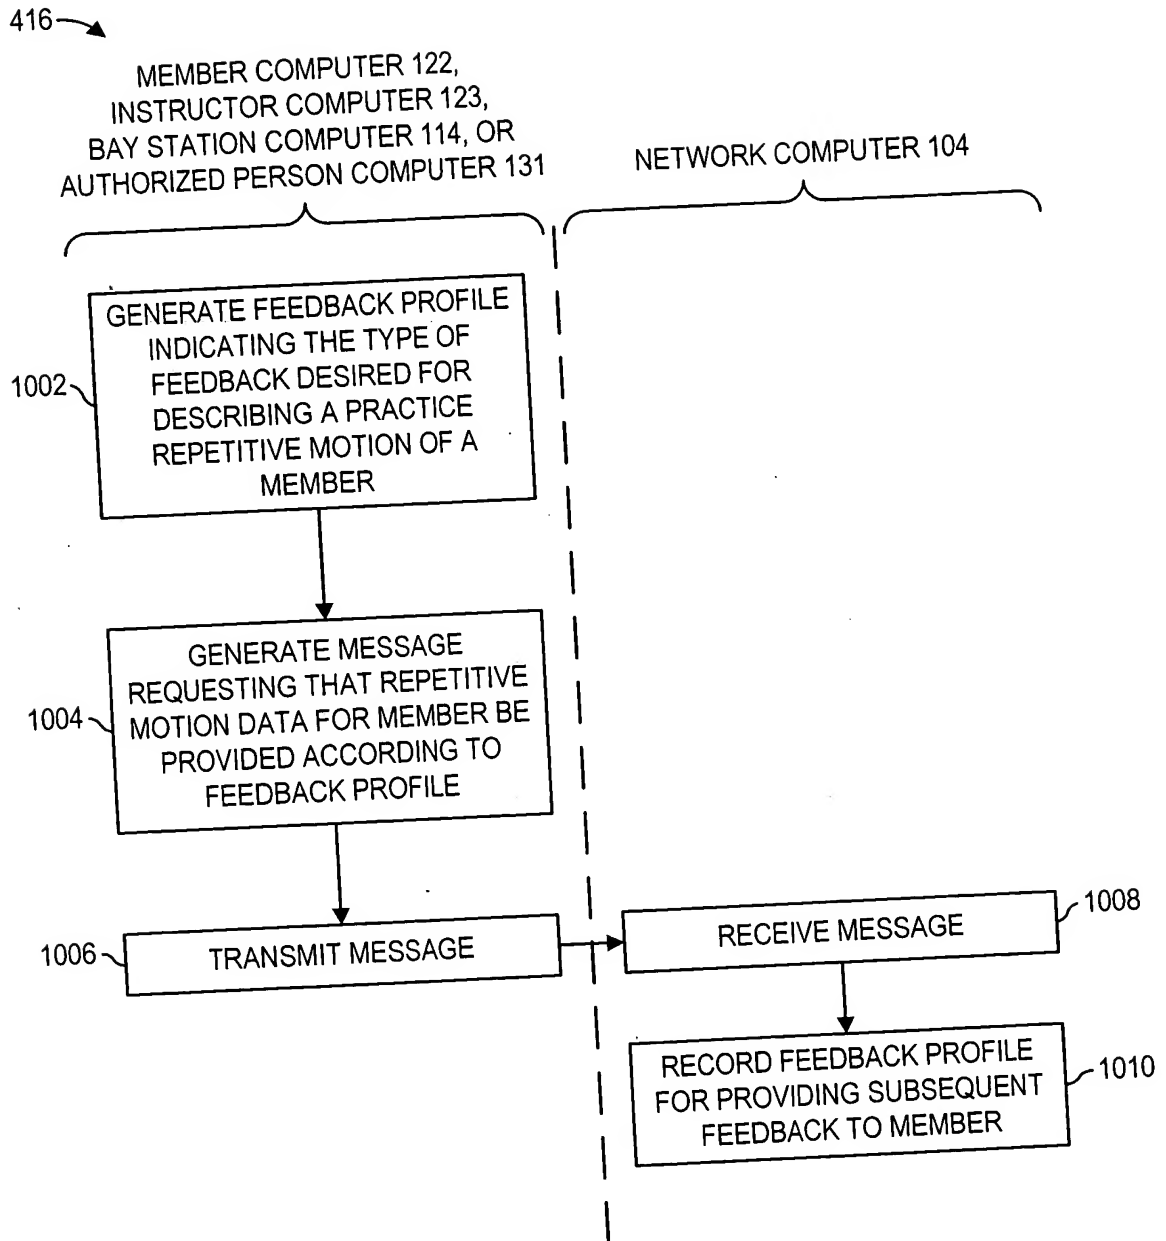 416
MEMBER COMPUTER 122,
INSTRUCTOR COMPUTER 123,
BAY STATION COMPUTER 114, OR
AUTHORIZED PERSON COMPUTER 131
NETWORK COMPUTER 104
GENERATE FEEDBACK PROFILE
INDICATING THE TYPE OF
FEEDBACK DESIRED FOR
DESCRIBING A PRACTICE
REPETITIVE MOTION OF A
MEMBER
1002
GENERATE MESSAGE
REQUESTING THAT REPETITIVE
MOTION DATA FOR MEMBER BE
PROVIDED ACCORDING TO
FEEDBACK PROFILE
1004
TRANSMIT MESSAGE
1006
RECEIVE MESSAGE
1008
RECORD FEEDBACK PROFILE
FOR PROVIDING SUBSEQUENT
FEEDBACK TO MEMBER
1010